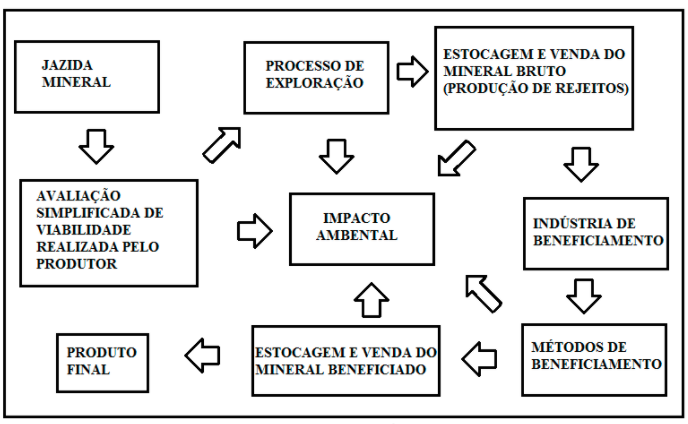 JAZIDA
MINERAL
PROCESSO DE
EXPLORAÇÃO
ESTOCAGEM E VENDA DO
MINERAL BRUTO
(PRODUÇÃO DE REJEITOS)
AVALIAÇÃO
SIMPLIFICADA DE
VIABILIDADE
REALIZADA PELO
PRODUTOR
IMPACTO
AMBENTAL
INDÚSTRIA DE
BENEFICIAMENTO
PRODUTO
FINAL
ESTOCAGEM E VENDA DO
MINERAL BENEFICIADO
MÉTODOS DE
BENEFICIAMENTO